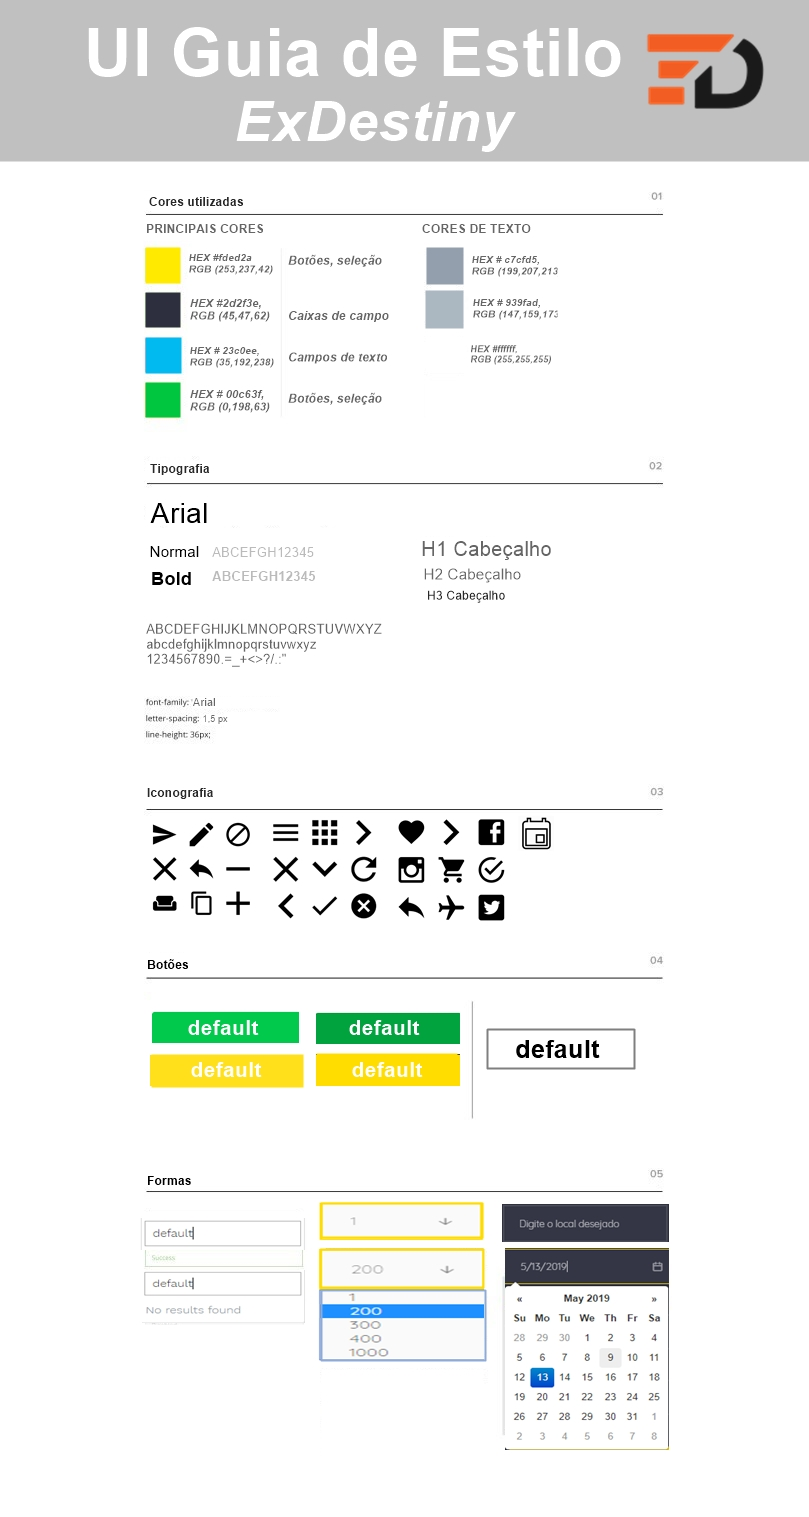 UI Guia de Estilo
ExDestiny
ED
Cores utilizadas
01
PRINCIPAIS CORES
CORES DE TEXTO
HEX #fded2a
RGB (253,237,42)
Botões, seleção
HEX # c7cfd5,
RGB (199,207,213
HEX #2d2f3e,
RGB (45,47,62)
Caixas de campo
HEX # 939fad,
RGB (147,159,173
HEX # 23c0ee,
RGB (35,192,238)
Campos de texto
HEX #ffffff,
RGB (255,255,255)
HEX # 00c63f,
RGB (0,198,63)
Botões, seleção
Tipografia
02
Arial
Normal ABCEFGH12345
Bold ABCEFGH12345
H1 Cabeçalho
H2 Cabeçalho
H3 Cabeçalho
ABCDEFGHIJKLMNOPQRSTUVWXYZ
abcdefghijklmnopqrstuvwxyz
1234567890.=_+<>?/.:”
font-family: 'Arial
letter-spacing: 1,5 px
line-height: 36px;
Iconografia
03
Botões
04
default
default
default
default
default
Formas
05
default
Success
default
No results found
1
200
1
200
300
400
1000
Digite o local desejado
5/13/2019
« May 2019 »
Su Mo Tu We Th Fr Sa
28 29 30 1 2 3 4
5 6 7 8 9 10 11
12 13 14 15 16 17 18
19 20 21 22 23 24 25
26 27 28 29 30 31 1
2 3 4 5 6 7 8